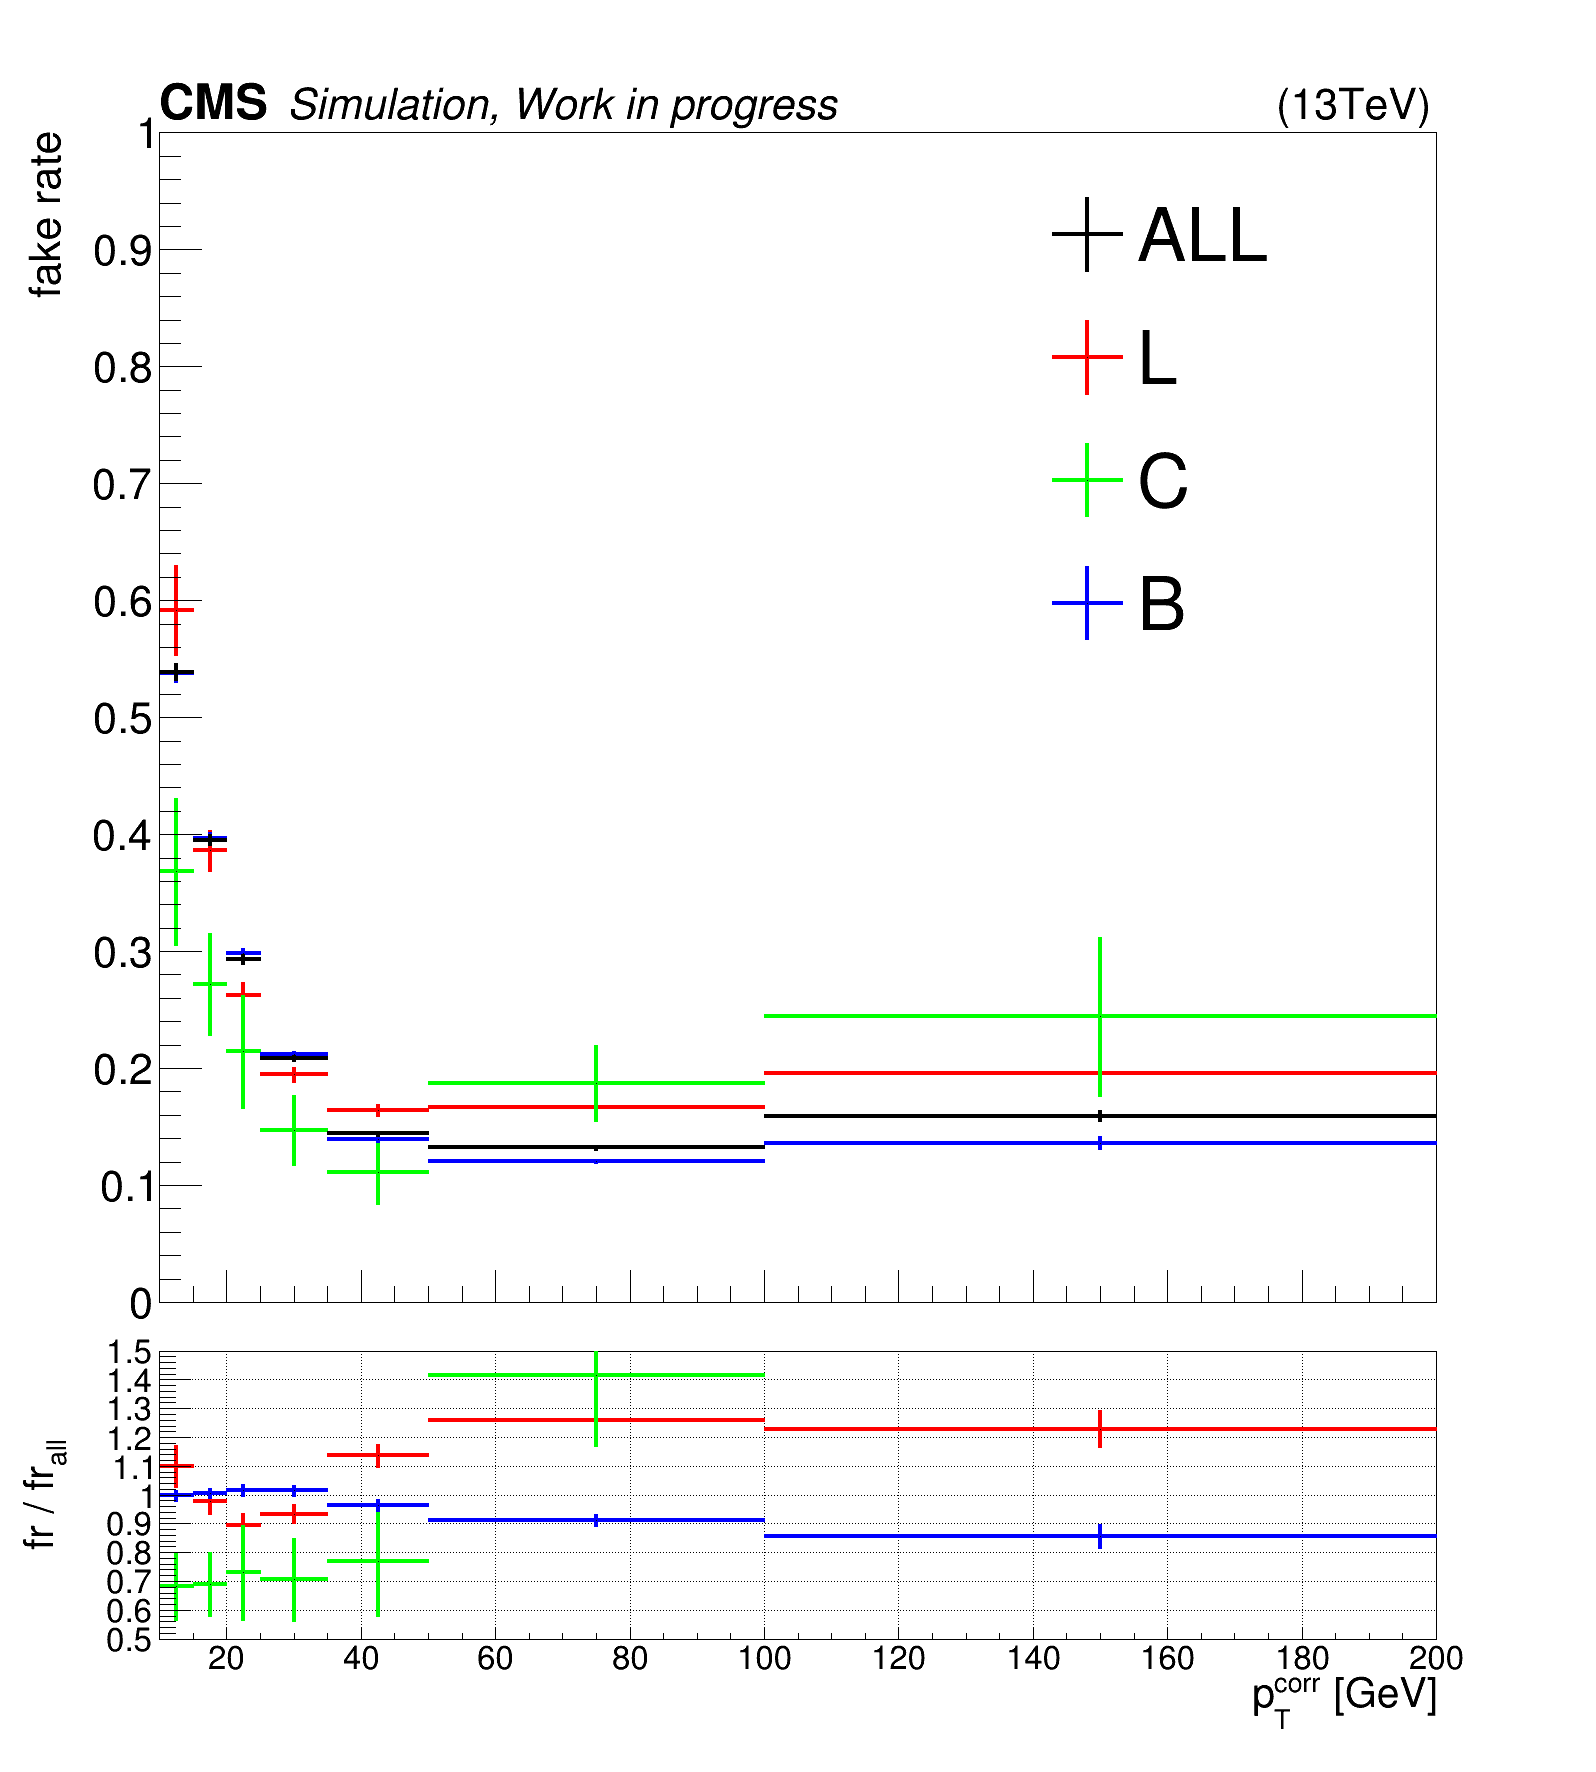 CMS Simulation, Work in progress (13TeV)
fake rate
1
0.9
0.8
0.7
0.6
0.5
0.4
0.3
0.2
0.1
0
ALL
L
C
B
fr / fr_all
1.5
1.4
1.3
1.2
1.1
1
0.9
0.8
0.7
0.6
0.5
20 40 60 80 100 120 140 160 180 200
p_T^corr [GeV]